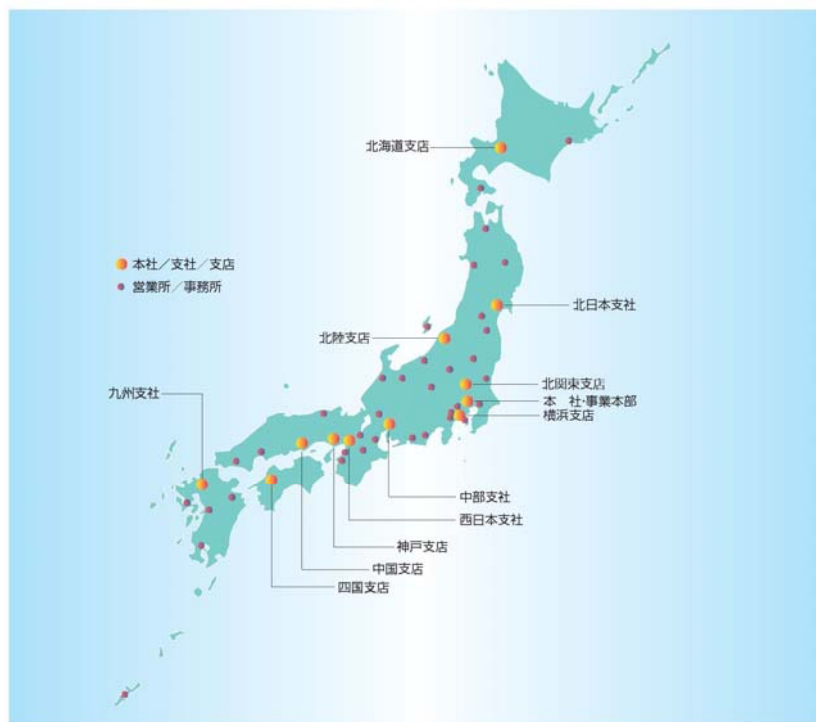 北海道支店
●本社／支社／支店
●営業所／事務所
北日本支社
北陸支店
北関東支店
九州支社
本　社・事業本部
横浜支店
中部支社
西日本支社
神戸支店
中国支店
四国支店